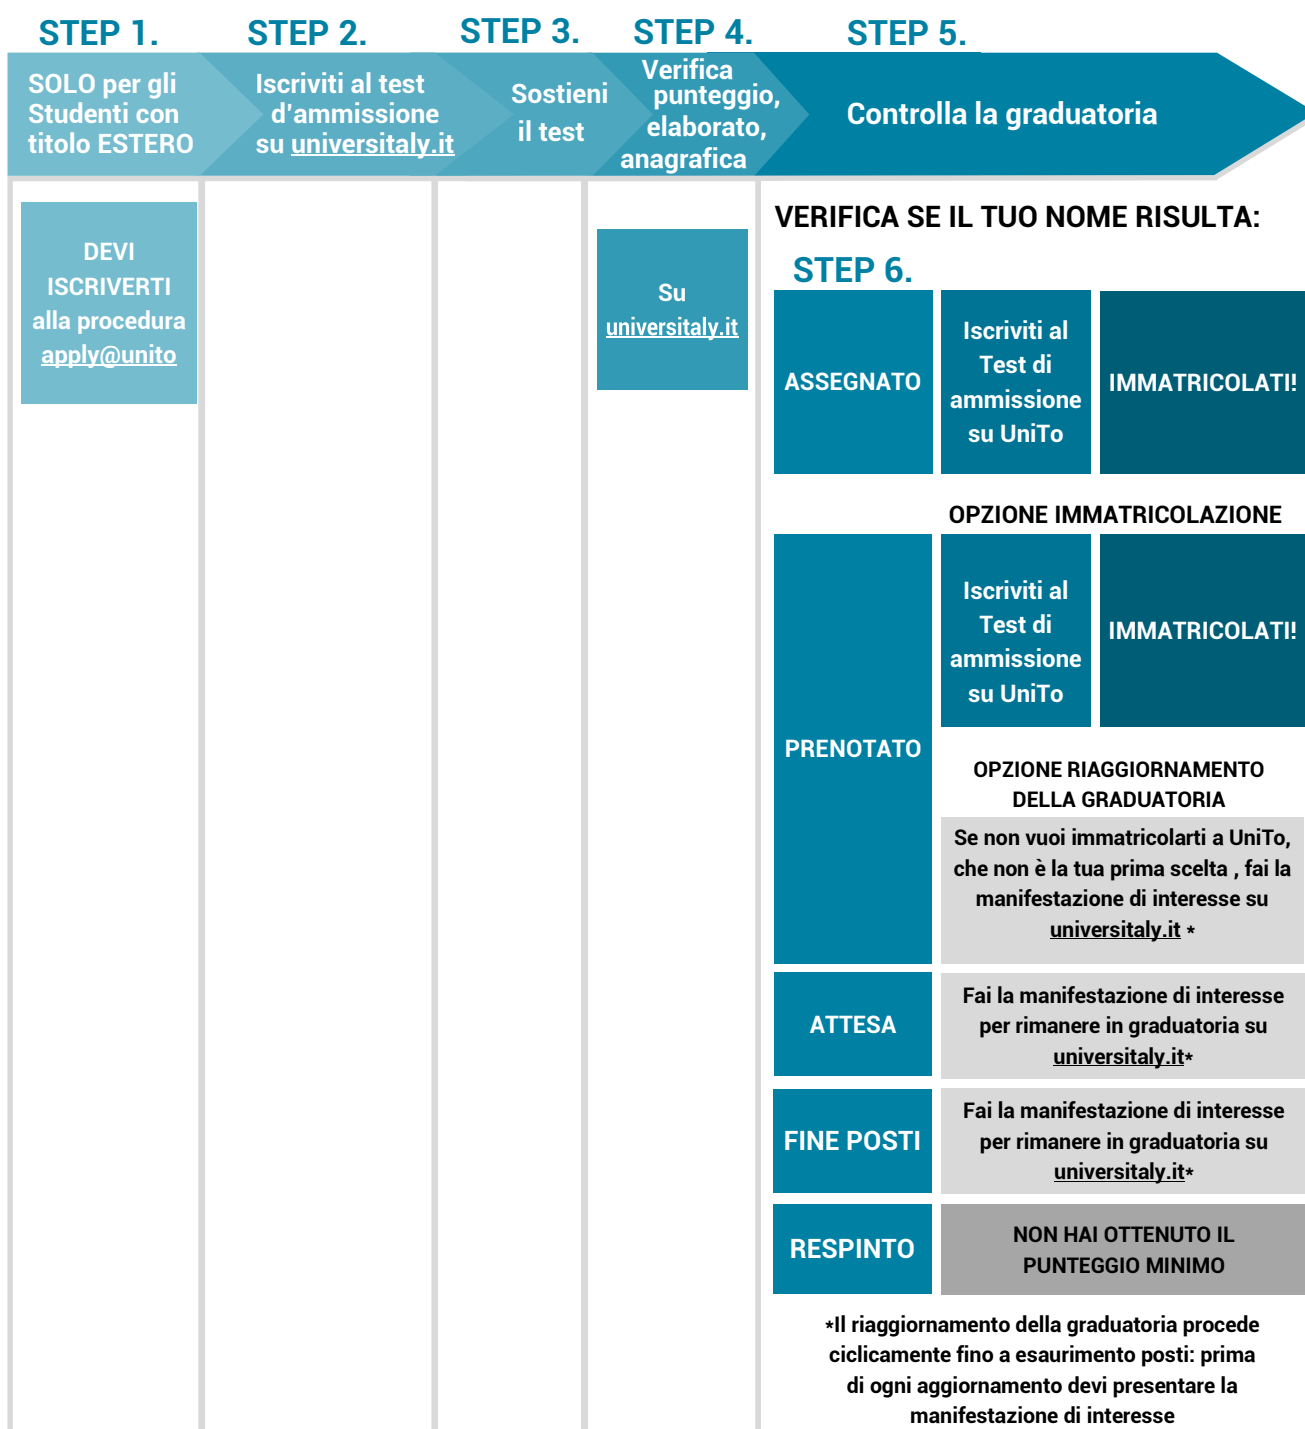 STEP 1.
SOLO per gli
Studenti con
titolo ESTERO
DEVI
ISCRIVERTI
alla procedura
apply@unito
STEP 2.
Iscriviti al test
d'ammissione
su universitaly.it
STEP 3.
Sostieni
il test
STEP 4.
Verifica
punteggio,
elaborato,
anagrafica
Su
universitaly.it
STEP 5.
Controlla la graduatoria
VERIFICA SE IL TUO NOME RISULTA:
STEP 6.
ASSEGNATO
Iscriviti al
Test di
ammissione
su UniTo
IMMATRICOLATI!
PRENOTATO
OPZIONE IMMATRICOLAZIONE
Iscriviti al
Test di
ammissione
su UniTo
IMMATRICOLATI!
OPZIONE RIAGGIORNAMENTO
DELLA GRADUATORIA
Se non vuoi immatricolarti a UniTo,
che non è la tua prima scelta , fai la
manifestazione di interesse su
universitaly.it *
ATTESA
Fai la manifestazione di interesse
per rimanere in graduatoria su
universitaly.it*
FINE POSTI
Fai la manifestazione di interesse
per rimanere in graduatoria su
universitaly.it*
RESPINTO
NON HAI OTTENUTO IL
PUNTEGGIO MINIMO
*Il riaggiornamento della graduatoria procede
ciclicamente fino a esaurimento posti: prima
di ogni aggiornamento devi presentare la
manifestazione di interesse